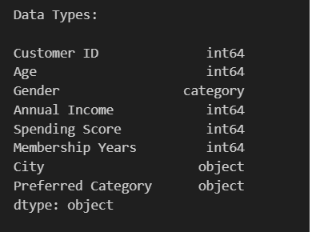 Data Types:
Customer ID int64
Age int64
Gender category
Annual Income int64
Spending Score int64
Membership Years int64
City object
Preferred Category object
dtype: object